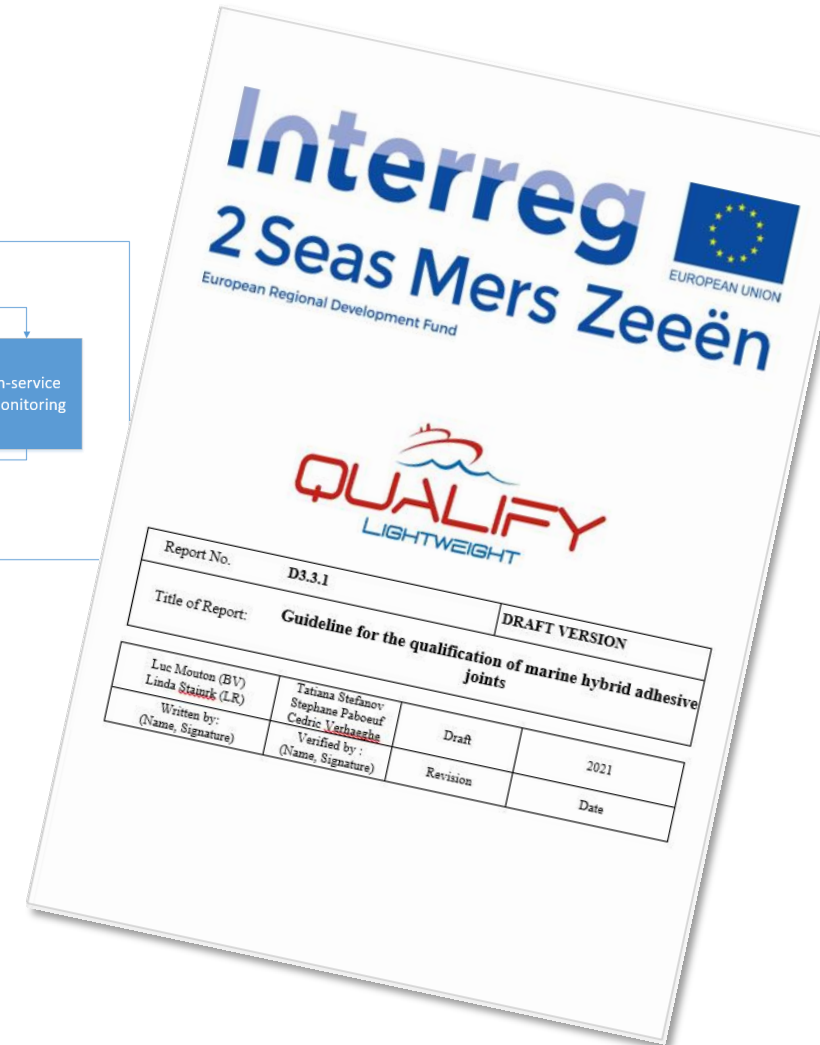 n-service
onitoring
Interreg
2 Seas Mers Zeeën
European Regional Development Fund
EUROPEAN UNION
QUALIFY
LIGHTWEIGHT
Report No.
D3.3.1
DRAFT VERSION
Title of Report:
Guideline for the qualification of marine hybrid adhesive
joints
Luc Mouton (BV)
Linda Stainrk (LR)
Tatiana Stefanov
Stephane Paboeuf
Cedric Verhaeghe
Draft
2021
Written by:
(Name, Signature)
Verified by :
(Name, Signature)
Revision
Date